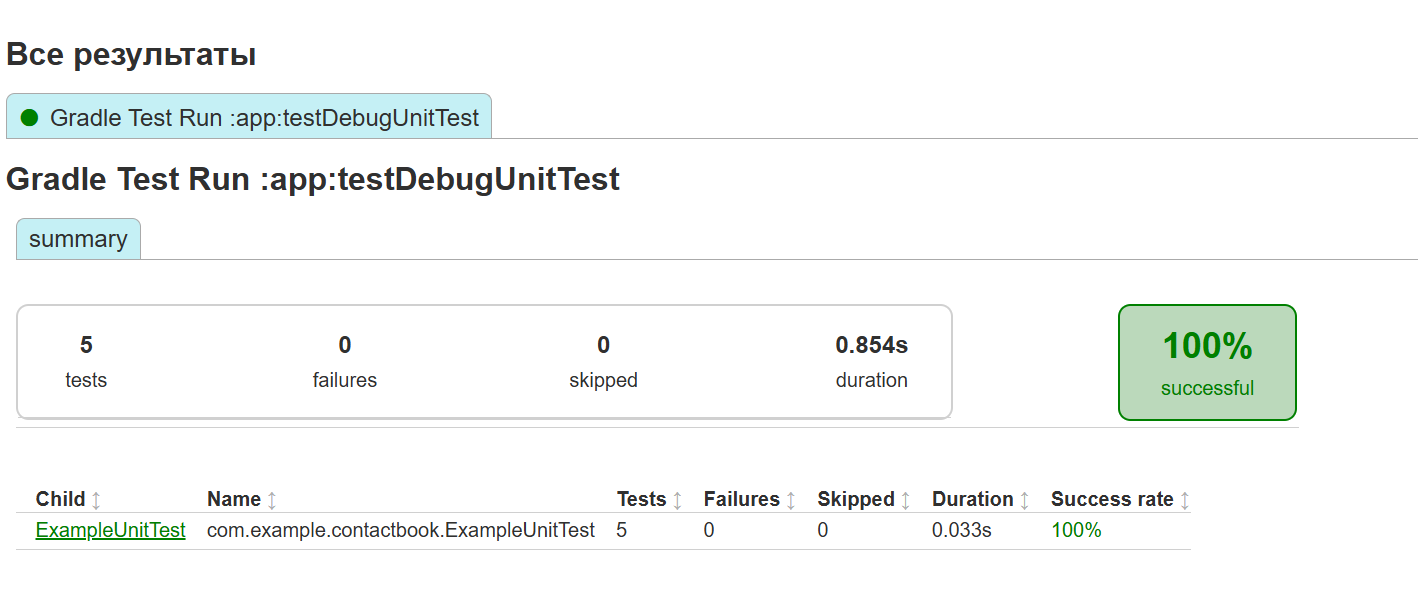 Все результаты
Gradle Test Run :app:testDebugUnitTest
Gradle Test Run :app:testDebugUnitTest
summary
5 0 0 0.854s 100%
tests failures skipped duration successful
Child ↕ Name ↕ Tests ↕ Failures ↕ Skipped ↕ Duration ↕ Success rate ↕
ExampleUnitTest com.example.contactbook.ExampleUnitTest 5 0 0 0.033s 100%